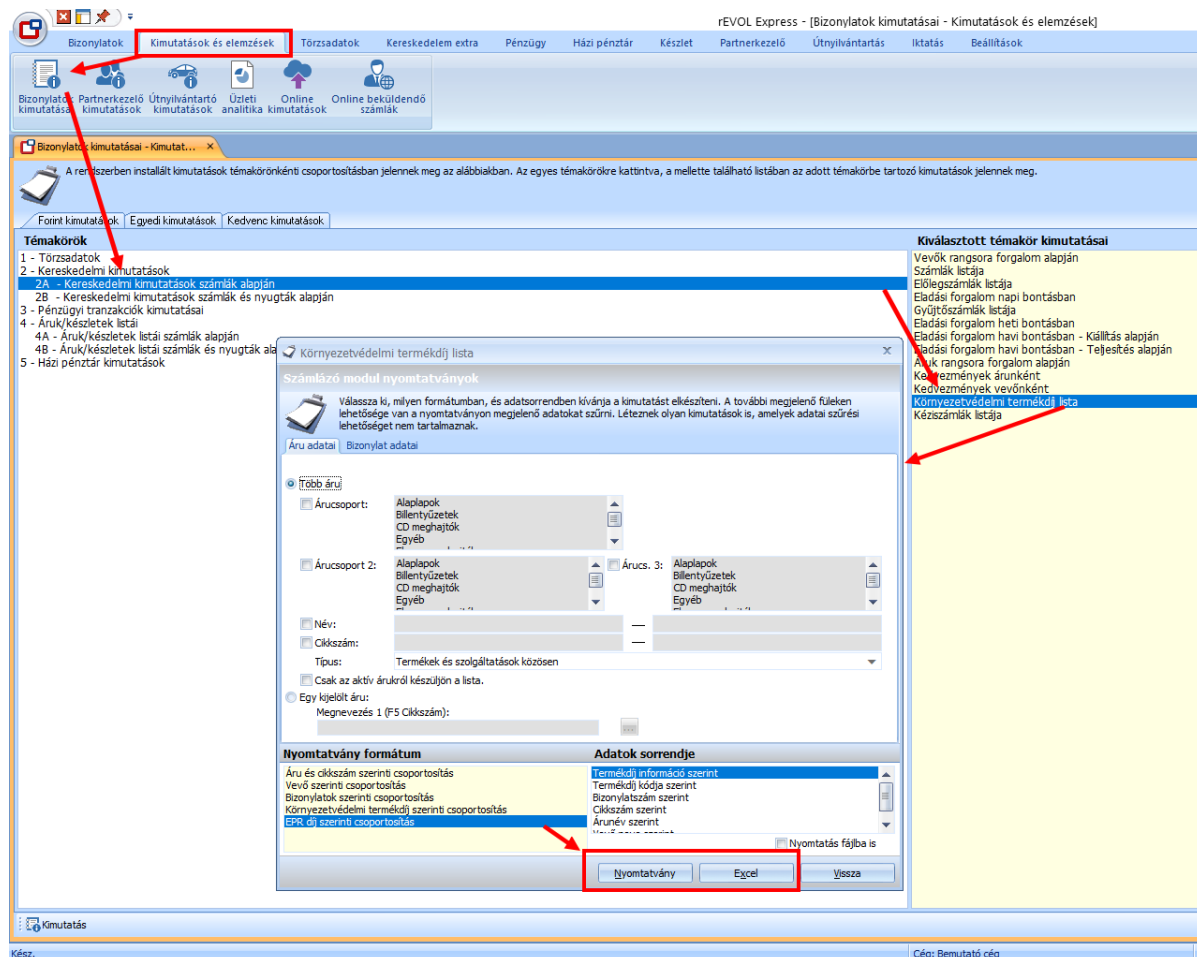 rEVOL Express - [Bizonylatok kimutatásai - Kimutatások és elemzések]
Bizonylatok Kimutatások és elemzések Törzsadatok Kereskedelem extra Pénzügy Házi pénztár Készlet Partnerkezelő Útnyilvántartás Iktatás Beállítások
Bizonylatok Partnerkezelő Útnyilvántartó Üzleti Online Online beküldendő
kimutatásai kimutatások kimutatások analitika kimutatások számlák
Bizonylatok kimutatásai - Kimutat...
A rendszerben installált kimutatások témakörönkénti csoportosításban jelennek meg az alábbiakban. Az egyes témakörökre kattintva, a mellette található listában az adott témakörbe tartozó kimutatások jelennek meg.
Forint kimutatások Egyedi kimutatások Kedvenc kimutatások
Témakörök
1 - Törzsadatok
2 - Kereskedelmi kimutatások
2A - Kereskedelmi kimutatások számlák alapján
2B - Kereskedelmi kimutatások számlák és nyugták alapján
3 - Pénzügyi tranzakciók kimutatásai
4 - Áruk/készletek listái
4A - Áruk/készletek listái számlák alapján
4B - Áruk/készletek listái számlák és nyugták ala
5 - Házi pénztár kimutatások
Kiválasztott témakör kimutatásai
Vevők rangsora forgalom alapján
Számlák listája
Előlegszámlák listája
Eladási forgalom napi bontásban
Gyűjtőszámlák listája
Eladási forgalom heti bontásban
Eladási forgalom havi bontásban - Kiállítás alapján
Eladási forgalom havi bontásban - Teljesítés alapján
Áruk rangsora forgalom alapján
Kedvezmények árunként
Kedvezmények vevőnként
Környezetvédelmi termékdíj lista
Kéziszámlák listája
Környezetvédelmi termékdíj lista x
Számlázó modul nyomtatványok
Válassza ki, milyen formátumban, és adatsorrendben kívánja a kimutatást elkészíteni. A további megjelenő füleken
lehetősége van a nyomtatványon megjelenő adatokat szűrni. Léteznek olyan kimutatások is, amelyek adatai szűrési
lehetőséget nem tartalmaznak.
Áru adatai Bizonylat adatai
Több áru
Árucsoport: Alaplapok
Billentyűzetek
CD meghajtók
Egyéb
Árucsoport 2: Alaplapok
Billentyűzetek
CD meghajtók
Egyéb
Árucs. 3: Alaplapok
Billentyűzetek
CD meghajtók
Egyéb
Név: —
Cikkszám: —
Típus: Termékek és szolgáltatások közösen
Csak az aktív árukról készüljön a lista.
Egy kijelölt áru:
Megnevezés 1 (F5 Cikkszám):
...
Nyomtatvány formátum
Áru és cikkszám szerinti csoportosítás
Vevő szerinti csoportosítás
Bizonylatok szerinti csoportosítás
Környezetvédelmi termékdíj szerinti csoportosítás
EPR díj szerinti csoportosítás
Adatok sorrendje
Termékdíj információ szerint
Termékdíj kódja szerint
Bizonylatszám szerint
Cikkszám szerint
Árunév szerint
Nyomtatás fájlba is
Nyomtatvány Excel Vissza
Kimutatás
Kész. Cég: Bemutató cég